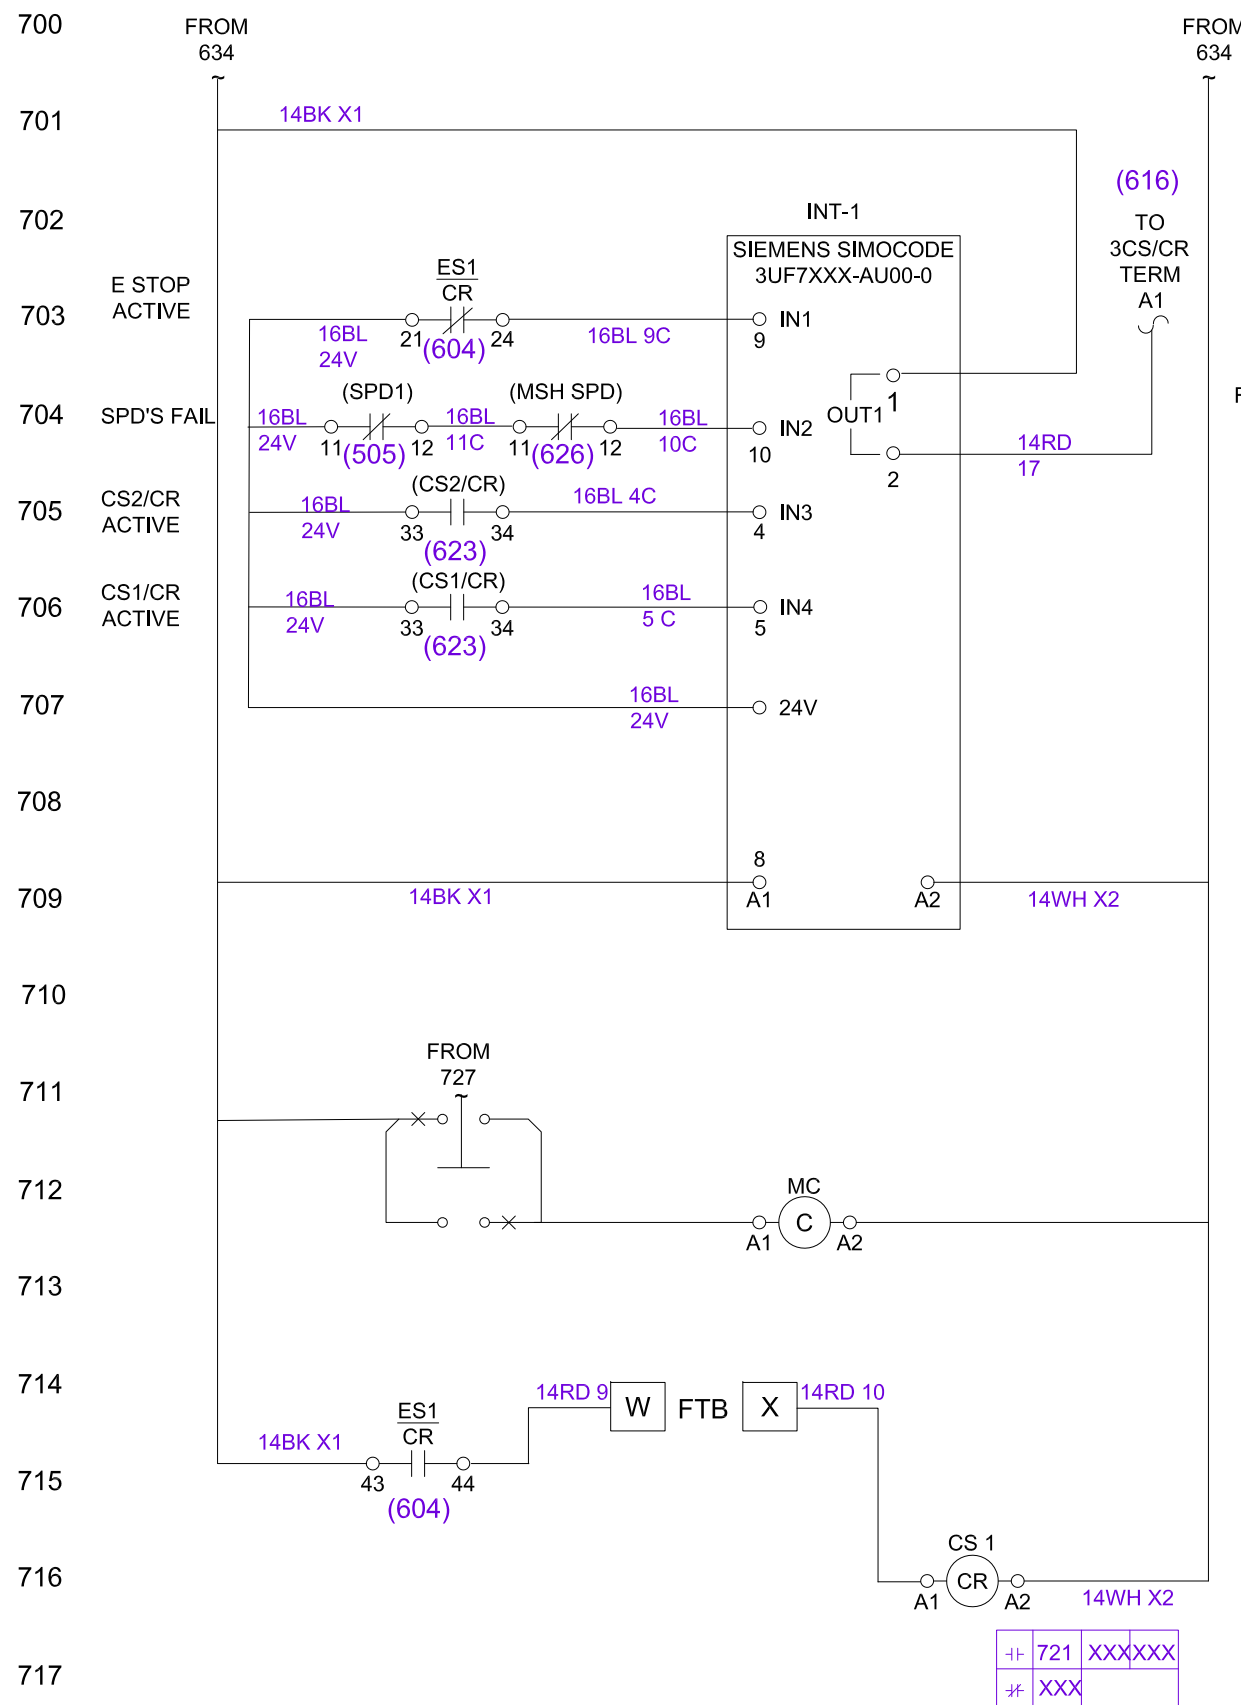 700
FROM
634
FROM
634
701
14BK X1
(616)
702
INT-1
TO
3CS/CR
TERM
A1
SIEMENS SIMOCODE
3UF7XXX-AU00-0
E STOP
ACTIVE
ES1
CR
703
16BL
24V
21
(604)
24
16BL 9C
9
IN1
(SPD1)
(MSH SPD)
704
SPD'S FAIL
16BL
24V
11
(505)
12
16BL
11C
11
(626)
12
16BL
10C
10
IN2
OUT1
1
2
14RD
17
F
705
CS2/CR
ACTIVE
16BL
24V
(CS2/CR)
33
34
(623)
16BL 4C
4
IN3
706
CS1/CR
ACTIVE
16BL
24V
(CS1/CR)
33
34
(623)
16BL
5 C
5
IN4
707
16BL
24V
24V
708
8
709
14BK X1
A1
A2
14WH X2
710
FROM
727
711
712
MC
A1
C
A2
713
714
14RD 9
W
FTB
X
14RD 10
ES1
CR
14BK X1
43
44
(604)
715
CS 1
716
A1
CR
A2
14WH X2
721
XXX
XXX
717
XXX